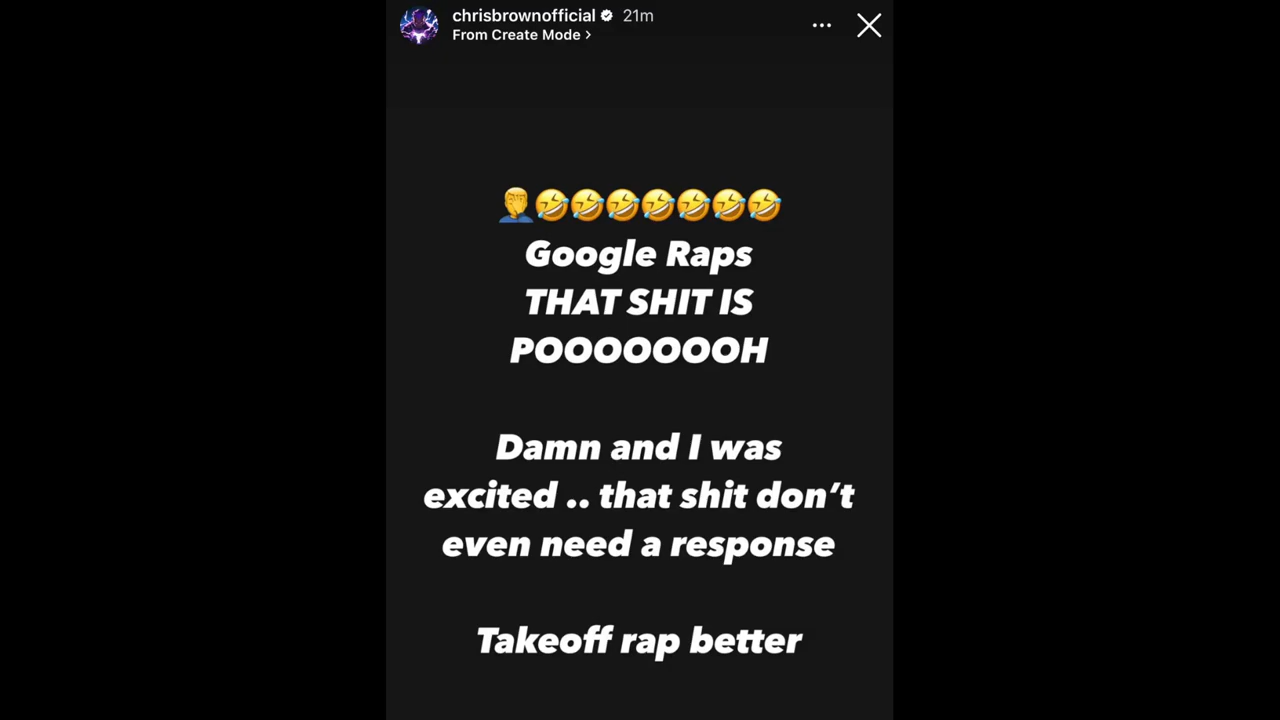 chrisbrownofficial 21m
From Create Mode >
🤦‍♂️🤣🤣🤣🤣🤣🤣🤣
Google Raps
THAT SHIT IS
POOOOOOOH
Damn and I was
excited .. that shit don’t
even need a response
Takeoff rap better